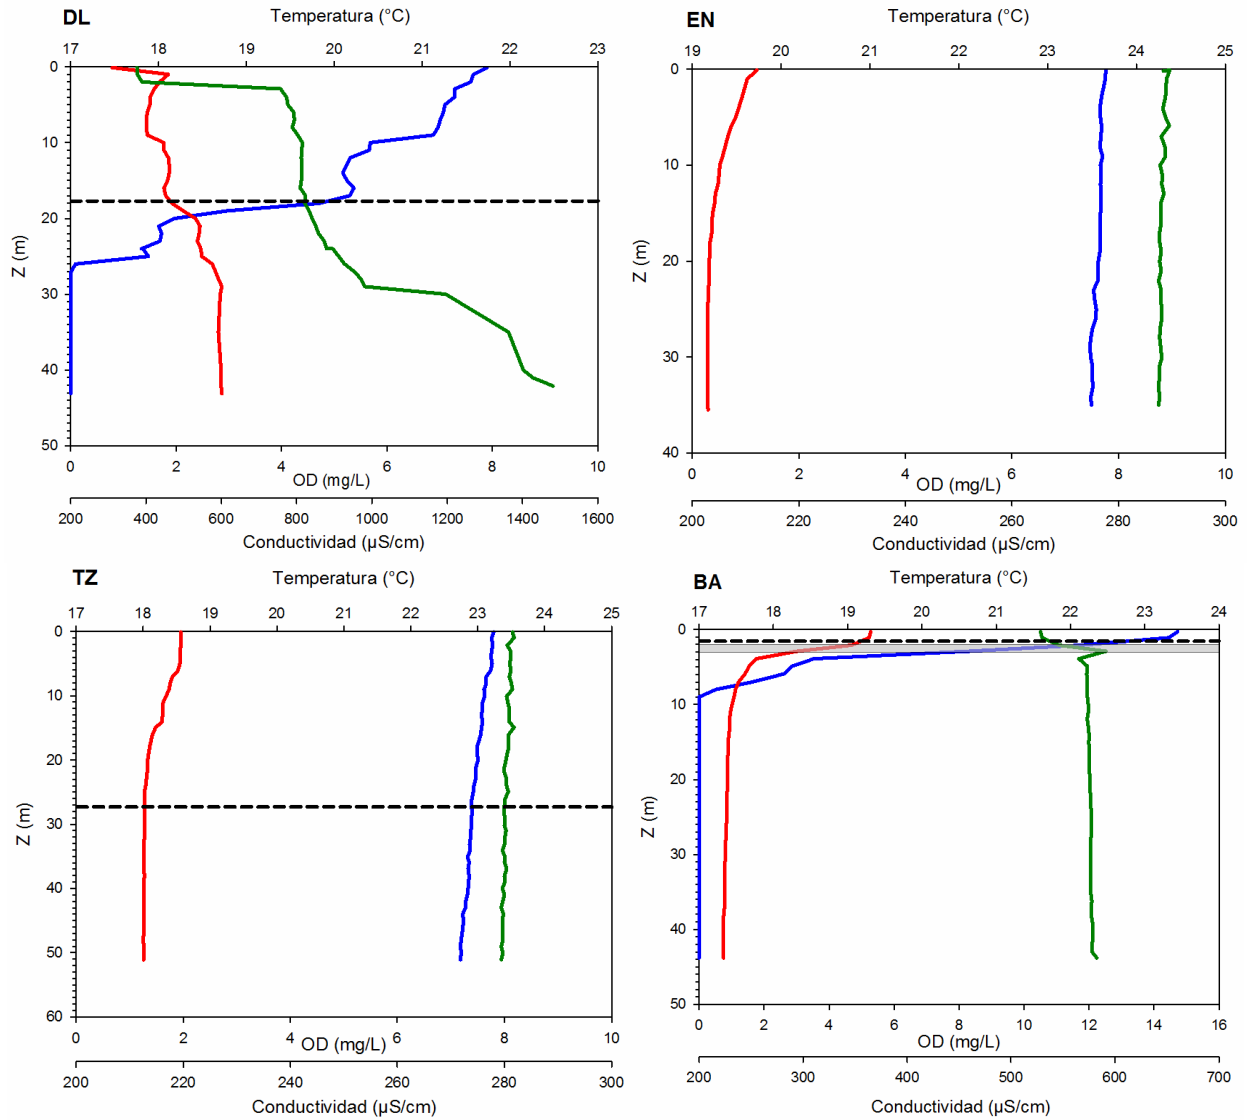 DL
Temperatura (°C)
17 18 19 20 21 22 23
0
10
20
30
40
50
Z (m)
0 2 4 6 8 10
OD (mg/L)
200 400 600 800 1000 1200 1400 1600
Conductividad (µS/cm)
EN
Temperatura (°C)
19 20 21 22 23 24 25
0
10
20
30
40
Z (m)
0 2 4 6 8 10
OD (mg/L)
200 220 240 260 280 300
Conductividad (µS/cm)
TZ
Temperatura (°C)
17 18 19 20 21 22 23 24 25
0
10
20
30
40
50
60
Z (m)
0 2 4 6 8 10
OD (mg/L)
200 220 240 260 280 300
Conductividad (µS/cm)
BA
Temperatura (°C)
17 18 19 20 21 22 23 24
0
10
20
30
40
50
Z (m)
0 2 4 6 8 10 12 14 16
OD (mg/L)
200 300 400 500 600 700
Conductividad (µS/cm)